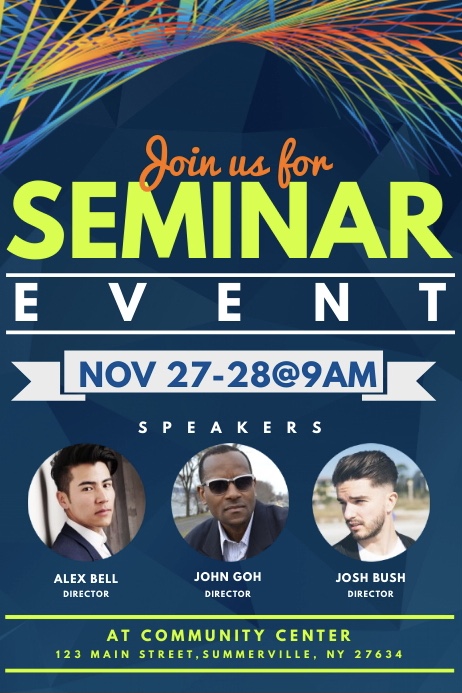 Join us for
SEMINAR
EVENT
NOV 27-28@9AM
SPEAKERS
ALEX BELL
DIRECTOR
JOHN GOH
DIRECTOR
JOSH BUSH
DIRECTOR
AT COMMUNITY CENTER
123 MAIN STREET,SUMMERVILLE, NY 27634